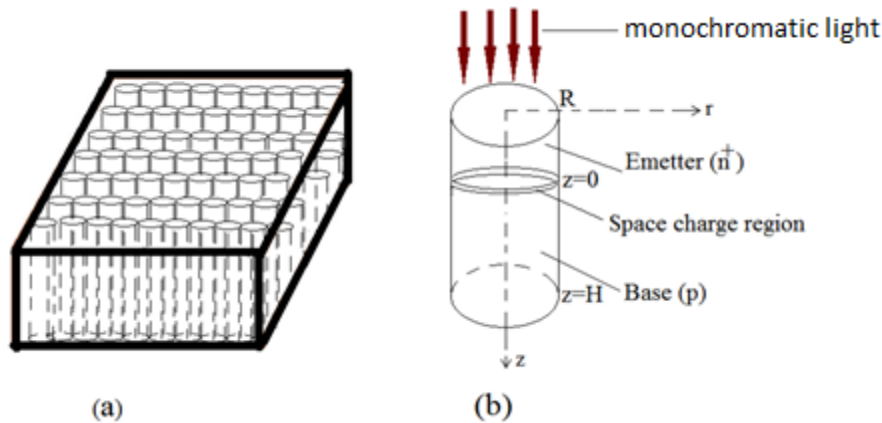 monochromatic light
R
r
Emetter (n+)
z=0
Space charge region
z=H
Base (p)
z
(a)
(b)